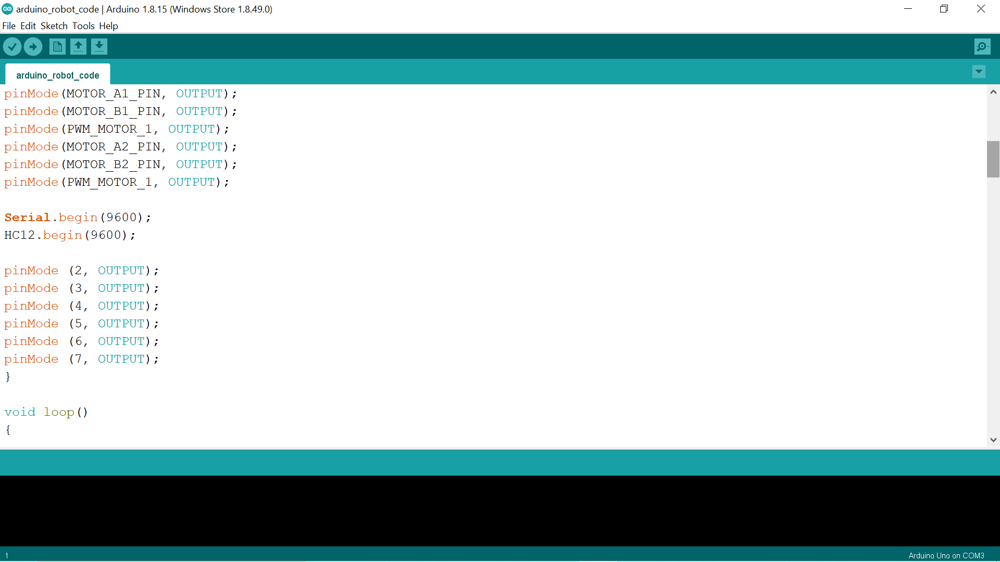 arduino_robot_code | Arduino 1.8.15 (Windows Store 1.8.49.0)
File Edit Sketch Tools Help
arduino_robot_code
pinMode(MOTOR_A1_PIN, OUTPUT);
pinMode(MOTOR_B1_PIN, OUTPUT);
pinMode(PWM_MOTOR_1, OUTPUT);
pinMode(MOTOR_A2_PIN, OUTPUT);
pinMode(MOTOR_B2_PIN, OUTPUT);
pinMode(PWM_MOTOR_1, OUTPUT);
Serial.begin(9600);
HC12.begin(9600);
pinMode (2, OUTPUT);
pinMode (3, OUTPUT);
pinMode (4, OUTPUT);
pinMode (5, OUTPUT);
pinMode (6, OUTPUT);
pinMode (7, OUTPUT);
}
void loop()
{
1
Arduino Uno on COM3